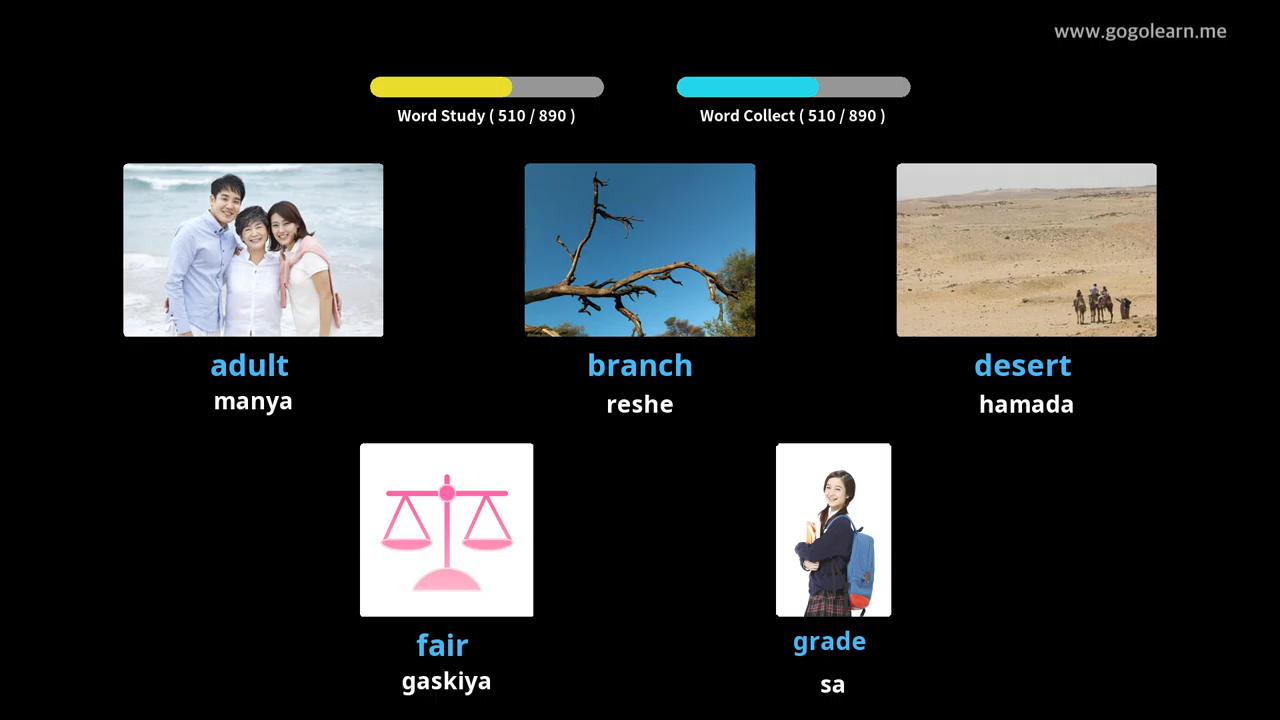 www.gogolearn.me
Word Study ( 510 / 890 )
Word Collect ( 510 / 890 )
adult
manya
branch
reshe
desert
hamada
fair
gaskiya
grade
sa